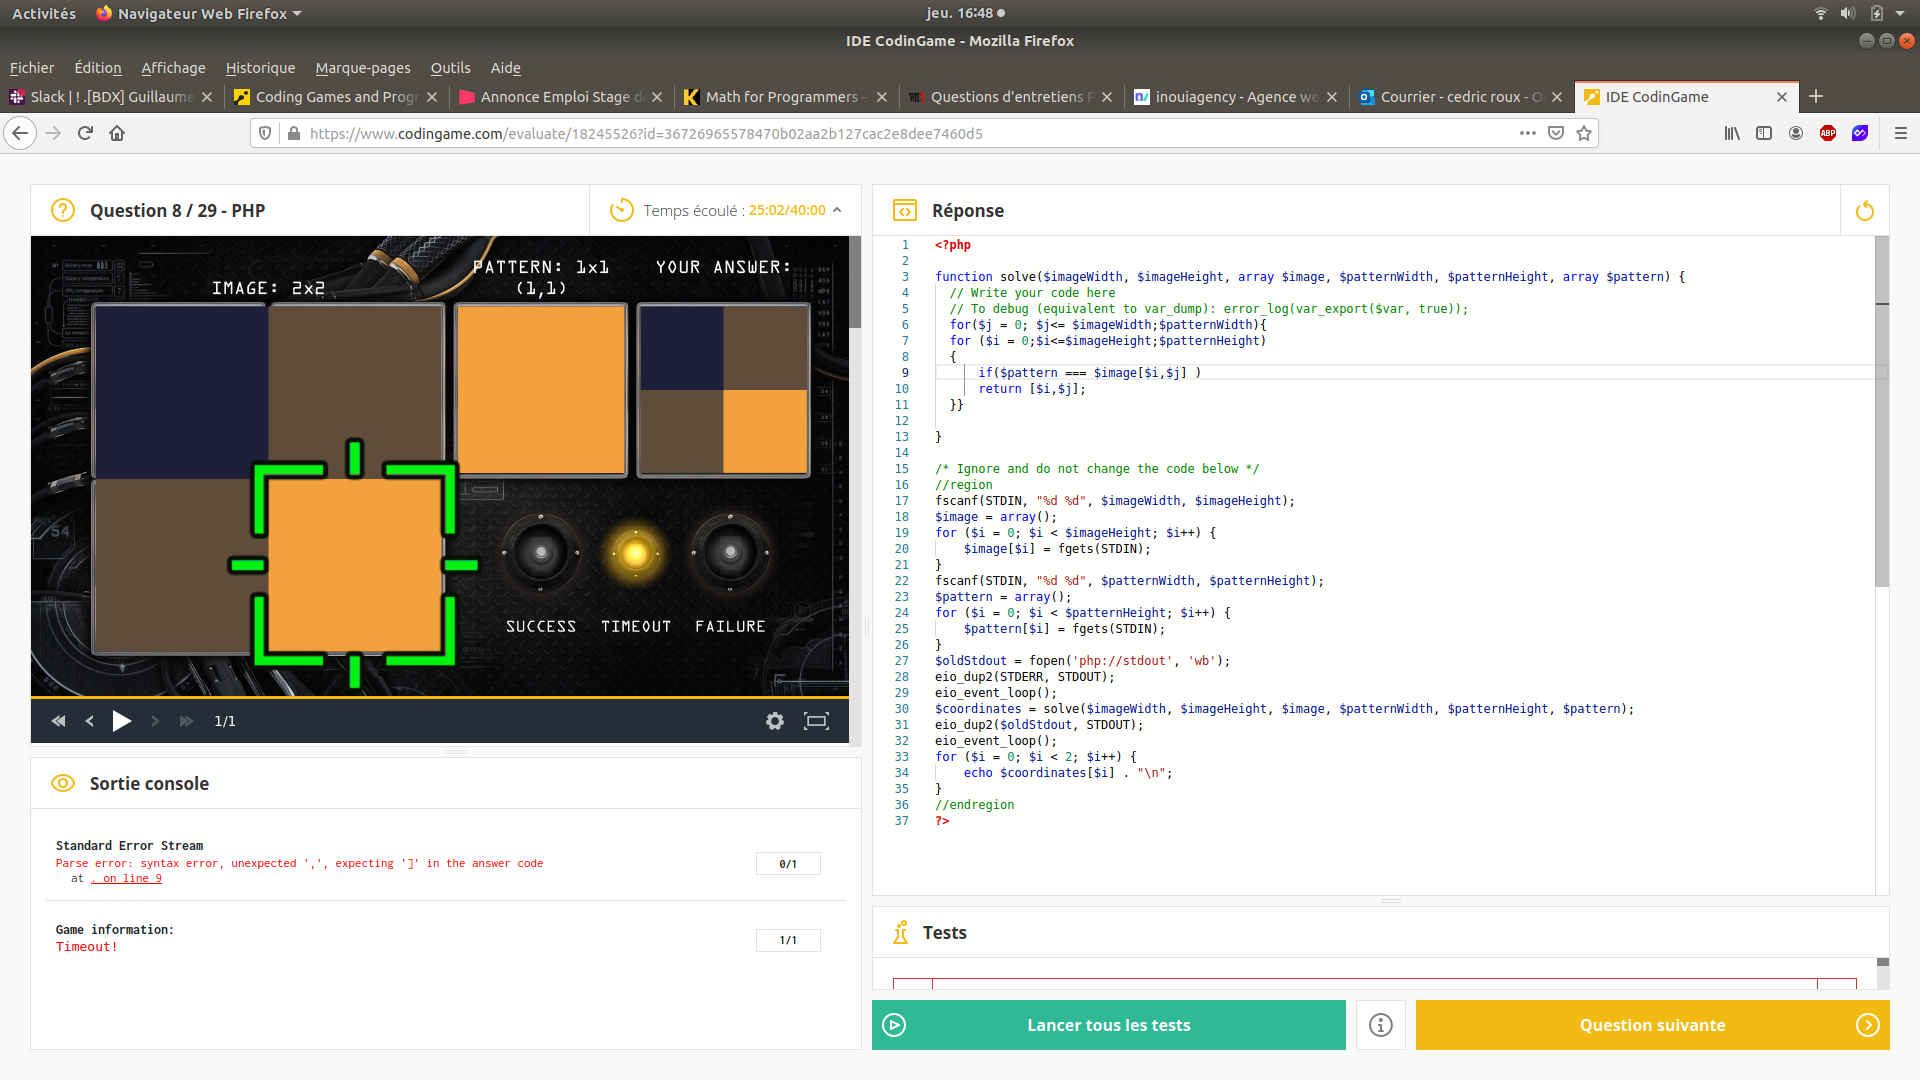 Activités
Navigateur Web Firefox
jeu. 16:48
IDE CodinGame - Mozilla Firefox
Fichier Édition Affichage Historique Marque-pages Outils Aide
Slack | ! .[BDX] Guillaume
Coding Games and Prog
Annonce Emploi Stage d
Math for Programmers -
Questions d'entretiens P
inouiagency - Agence we
Courrier - cedric roux - O
IDE CodinGame
https://www.codingame.com/evaluate/18245526?id=36726965578470b02aa2b127cac2e8dee7460d5
ABP
Question 8 / 29 - PHP
Temps écoulé : 25:02/40:00
IMAGE: 2x2
PATTERN: 1x1
(1,1)
YOUR ANSWER:
54
SUCCESS TIMEOUT FAILURE
1/1
Sortie console
Standard Error Stream
Parse error: syntax error, unexpected ',', expecting ']' in the answer code
at . on line 9
0/1
Game information:
Timeout!
1/1
Réponse
1 <?php
2
3 function solve($imageWidth, $imageHeight, array $image, $patternWidth, $patternHeight, array $pattern) {
4 // Write your code here
5 // To debug (equivalent to var_dump): error_log(var_export($var, true));
6 for($j = 0; $j<= $imageWidth;$patternWidth){
7 for ($i = 0;$i<=$imageHeight;$patternHeight)
8 {
9 if($pattern === $image[$i,$j] )
10 return [$i,$j];
11 }}
12
13 }
14
15 /* Ignore and do not change the code below */
16 //region
17 fscanf(STDIN, "%d %d", $imageWidth, $imageHeight);
18 $image = array();
19 for ($i = 0; $i < $imageHeight; $i++) {
20 $image[$i] = fgets(STDIN);
21 }
22 fscanf(STDIN, "%d %d", $patternWidth, $patternHeight);
23 $pattern = array();
24 for ($i = 0; $i < $patternHeight; $i++) {
25 $pattern[$i] = fgets(STDIN);
26 }
27 $oldStdout = fopen('php://stdout', 'wb');
28 eio_dup2(STDERR, STDOUT);
29 eio_event_loop();
30 $coordinates = solve($imageWidth, $imageHeight, $image, $patternWidth, $patternHeight, $pattern);
31 eio_dup2($oldStdout, STDOUT);
32 eio_event_loop();
33 for ($i = 0; $i < 2; $i++) {
34 echo $coordinates[$i] . "\n";
35 }
36 //endregion
37 ?>
Tests
Lancer tous les tests
Question suivante